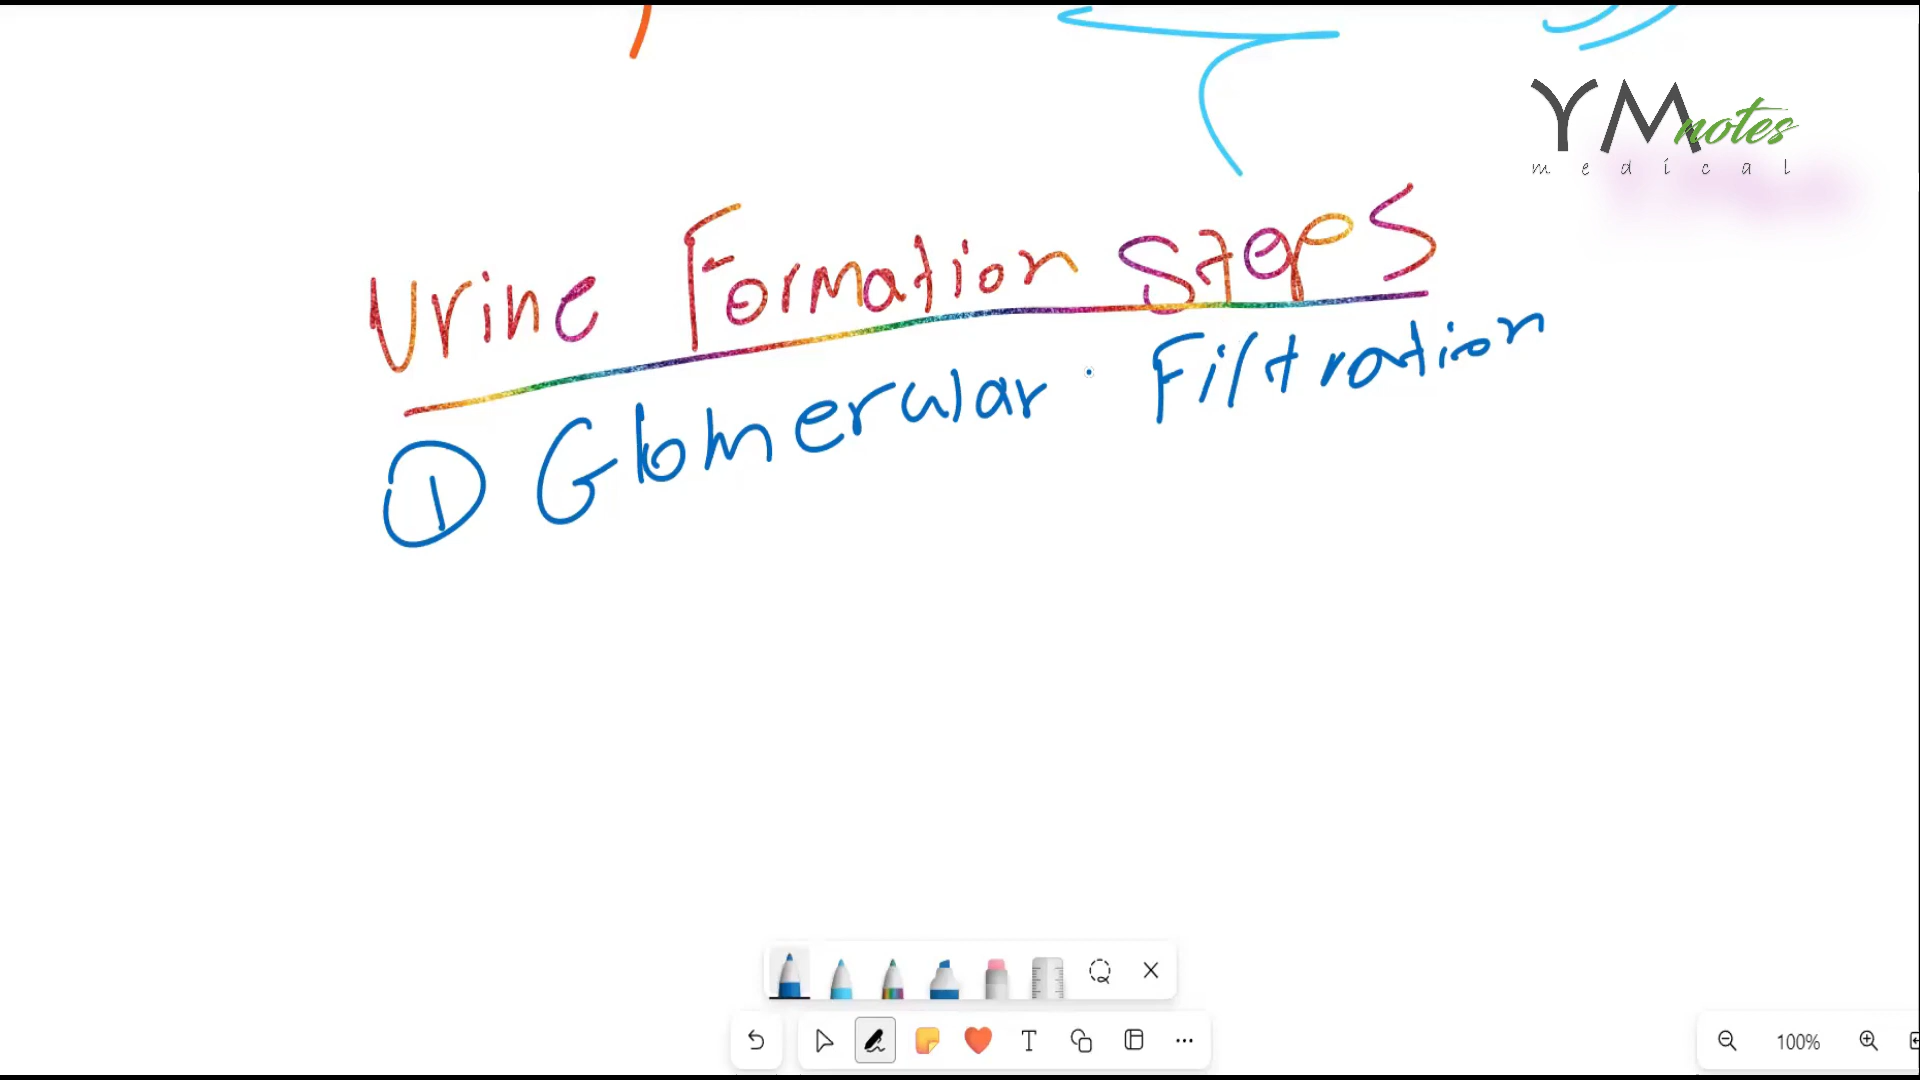 YM notes
medical
Urine Formation Steps
① Glomerular Filtration
100%